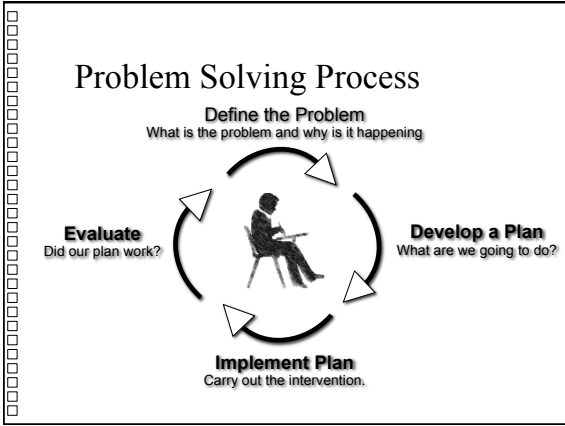 Problem Solving Process
Define the Problem
What is the problem and why is it happening
Evaluate
Did our plan work?
Develop a Plan
What are we going to do?
Implement Plan
Carry out the intervention.